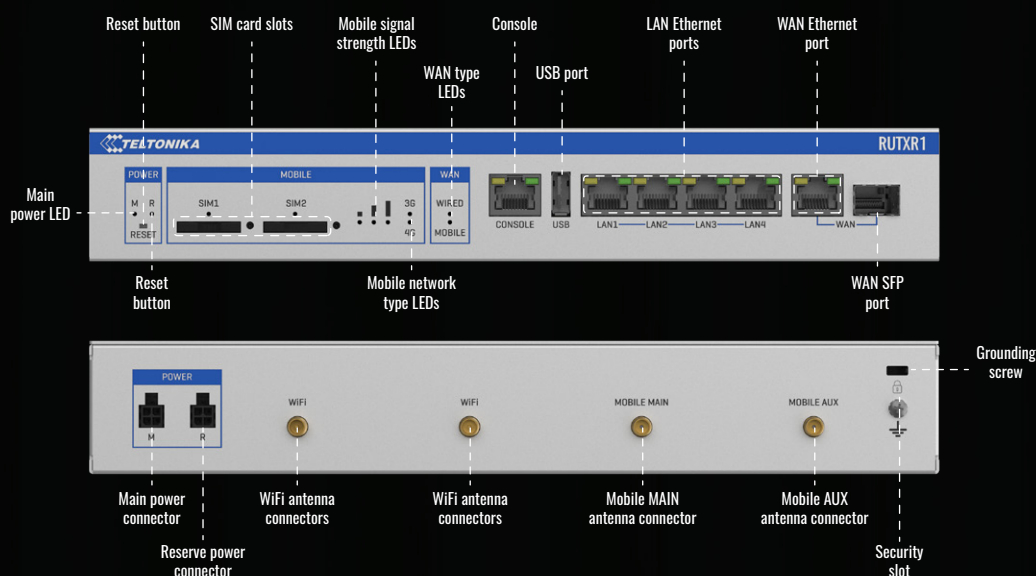 Reset button
SIM card slots
Mobile signal
strength LEDs
WAN type
LEDs
Console
USB port
LAN Ethernet
ports
WAN Ethernet
port
TELTONIKA
RUTXR1
POWER
MOBILE
WAN
M R
SIM1
SIM2
3G
4G
WIRED
MOBILE
RESET
CONSOLE
USB
LAN1
LAN2
LAN3
LAN4
WAN
Main
power LED
Reset
button
Mobile network
type LEDs
WAN SFP
port
Grounding
screw
POWER
M
R
WiFi
WiFi
MOBILE MAIN
MOBILE AUX
Main power
connector
Reserve power
connector
WiFi antenna
connectors
WiFi antenna
connectors
Mobile MAIN
antenna connector
Mobile AUX
antenna connector
Security
slot